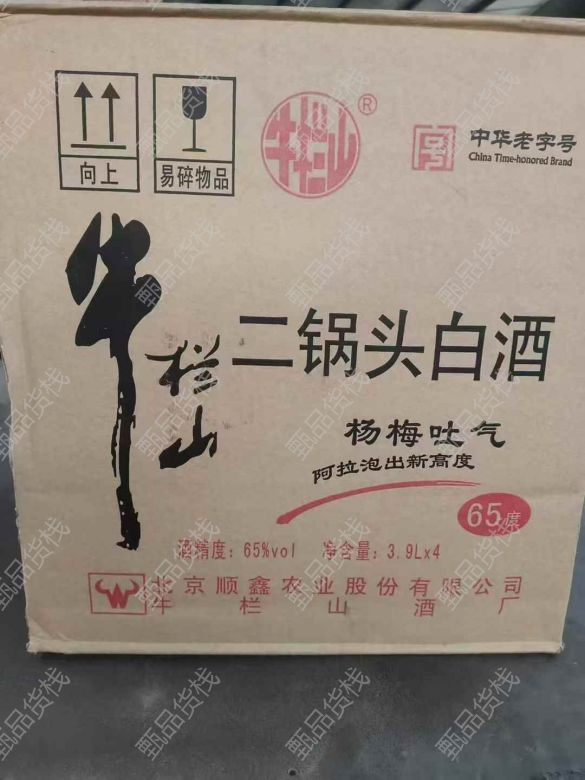 向上
易碎物品
牛栏山®
中华老字号
China Time-honored Brand
牛栏山
二锅头白酒
杨梅吐气
阿拉泡出新高度
65度
酒精度：65%vol 净含量：3.9L×4
北京顺鑫农业股份有限公司
牛栏山酒厂
甄品货栈